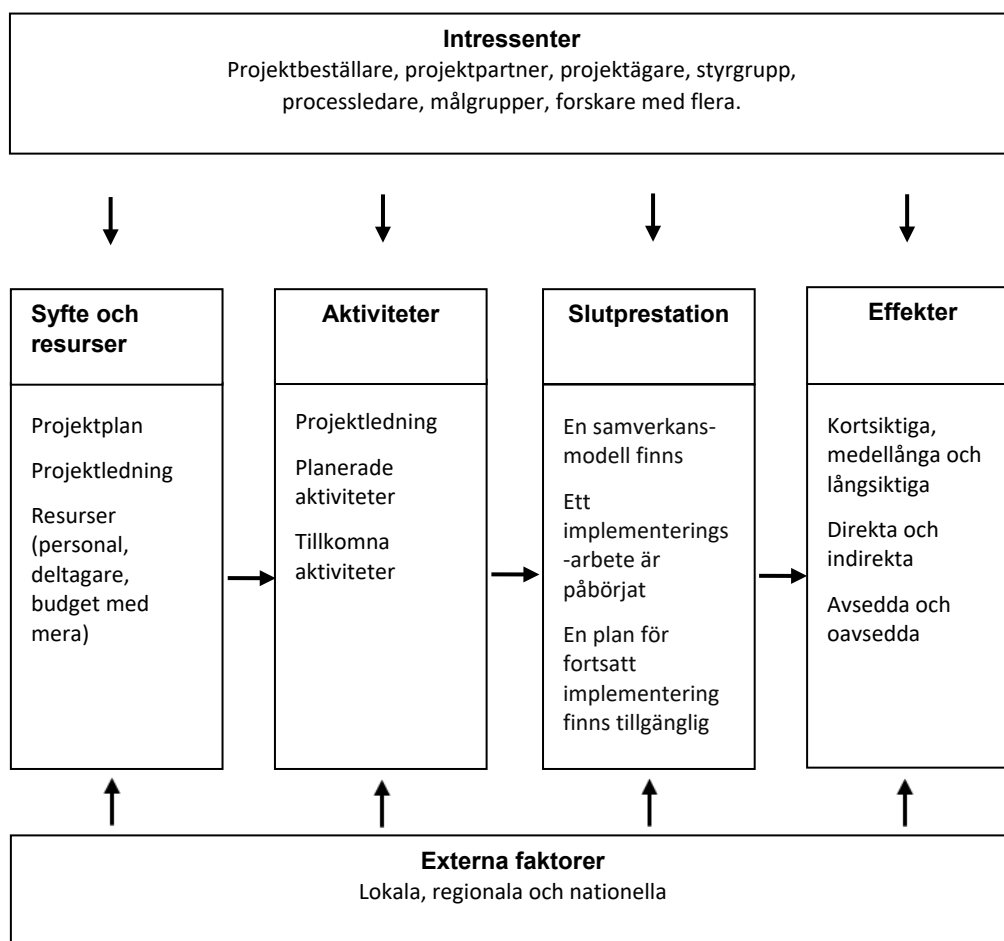 Intressenter
Projektbeställare, projektpartner, projektägare, styrgrupp,
processledare, målgrupper, forskare med flera.
Syfte och
resurser
Projektplan
Projektledning
Resurser
(personal,
deltagare,
budget med
mera)
Aktiviteter
Projektledning
Planerade
aktiviteter
Tillkomna
aktiviteter
Slutprestation
En samverkans-
modell finns
Ett
implementerings
-arbete är
påbörjat
En plan för
fortsatt
implementering
finns tillgänglig
Effekter
Kortsiktiga,
medellånga och
långsiktiga
Direkta och
indirekta
Avsedda och
oavsedda
Externa faktorer
Lokala, regionala och nationella